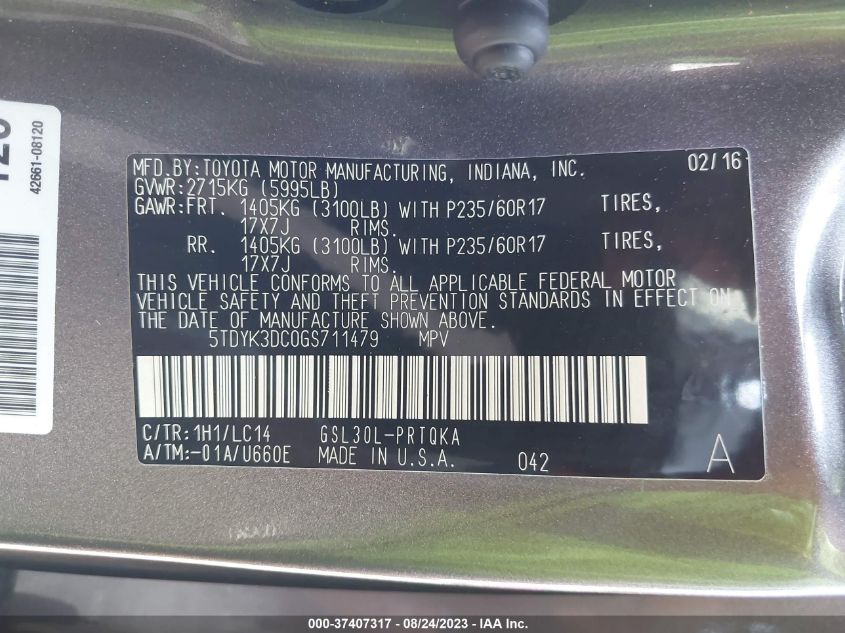 120
42661-08120
MFD.BY:TOYOTA MOTOR MANUFACTURING, INDIANA, INC. 02/16
GVWR:2715KG (5995LB)
GAWR:FRT. 1405KG (3100LB) WITH P235/60R17 TIRES,
17X7J RIMS.
RR. 1405KG (3100LB) WITH P235/60R17 TIRES,
17X7J RIMS.
THIS VEHICLE CONFORMS TO ALL APPLICABLE FEDERAL MOTOR
VEHICLE SAFETY AND THEFT PREVENTION STANDARDS IN EFFECT ON
THE DATE OF MANUFACTURE SHOWN ABOVE.
5TDYK3DC0GS711479 MPV
C/TR:1H1/LC14 GSL30L-PRTQKA
A/TM:-01A/U660E MADE IN U.S.A. 042 A
000-37407317 - 08/24/2023 - IAA Inc.